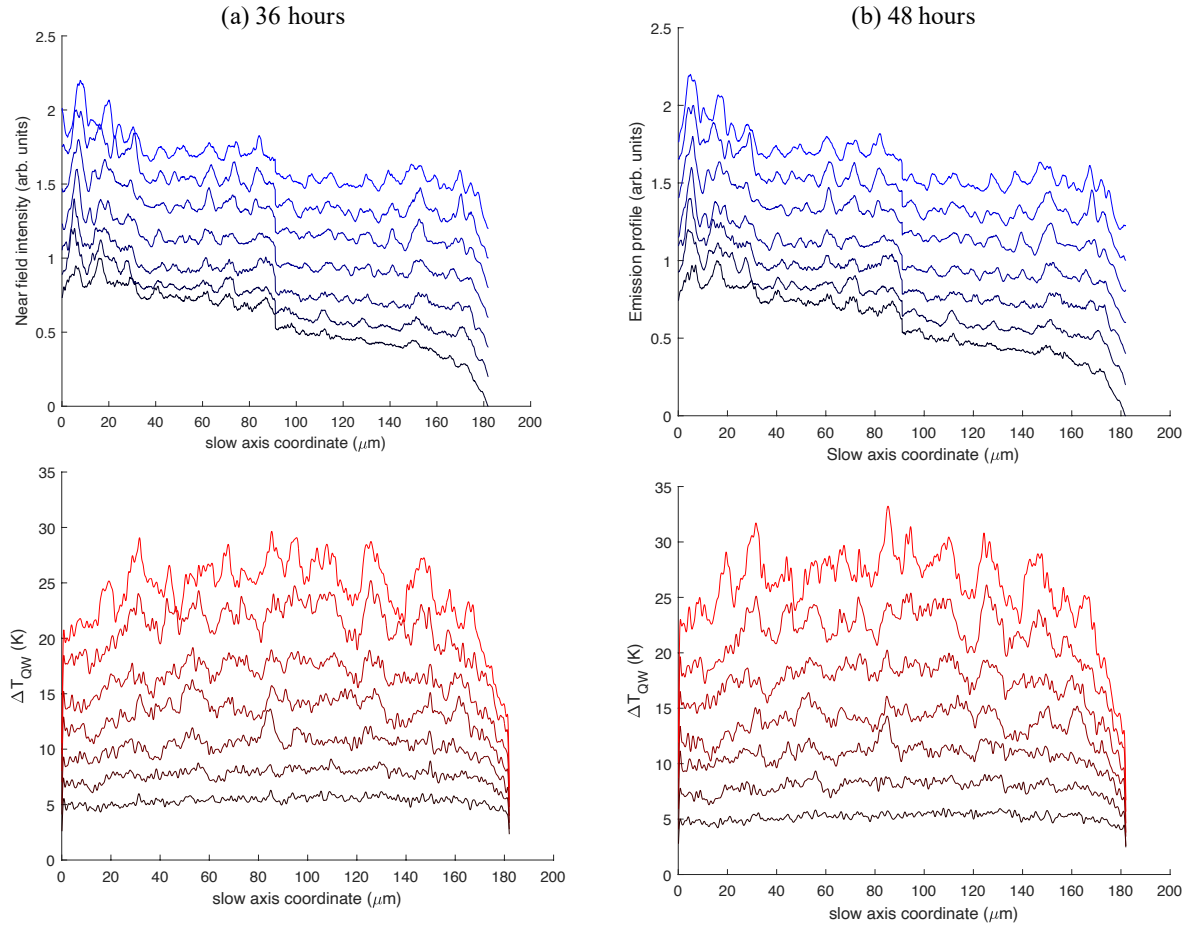 (a) 36 hours
(b) 48 hours
2.5
2
1.5
1
0.5
0
Near field intensity (arb. units)
0 20 40 60 80 100 120 140 160 180 200
slow axis coordinate (μm)
2.5
2
1.5
1
0.5
0
Emission profile (arb. units)
0 20 40 60 80 100 120 140 160 180 200
Slow axis coordinate (μm)
35
30
25
20
15
10
5
0
ΔT_QW (K)
0 20 40 60 80 100 120 140 160 180 200
slow axis coordinate (μm)
35
30
25
20
15
10
5
0
ΔT_QW (K)
0 20 40 60 80 100 120 140 160 180 200
slow axis coordinate (μm)